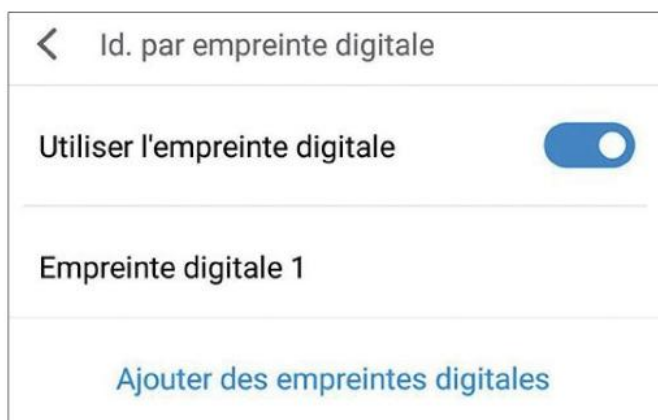 Id. par empreinte digitale
Utiliser l'empreinte digitale
Empreinte digitale 1
Ajouter des empreintes digitales